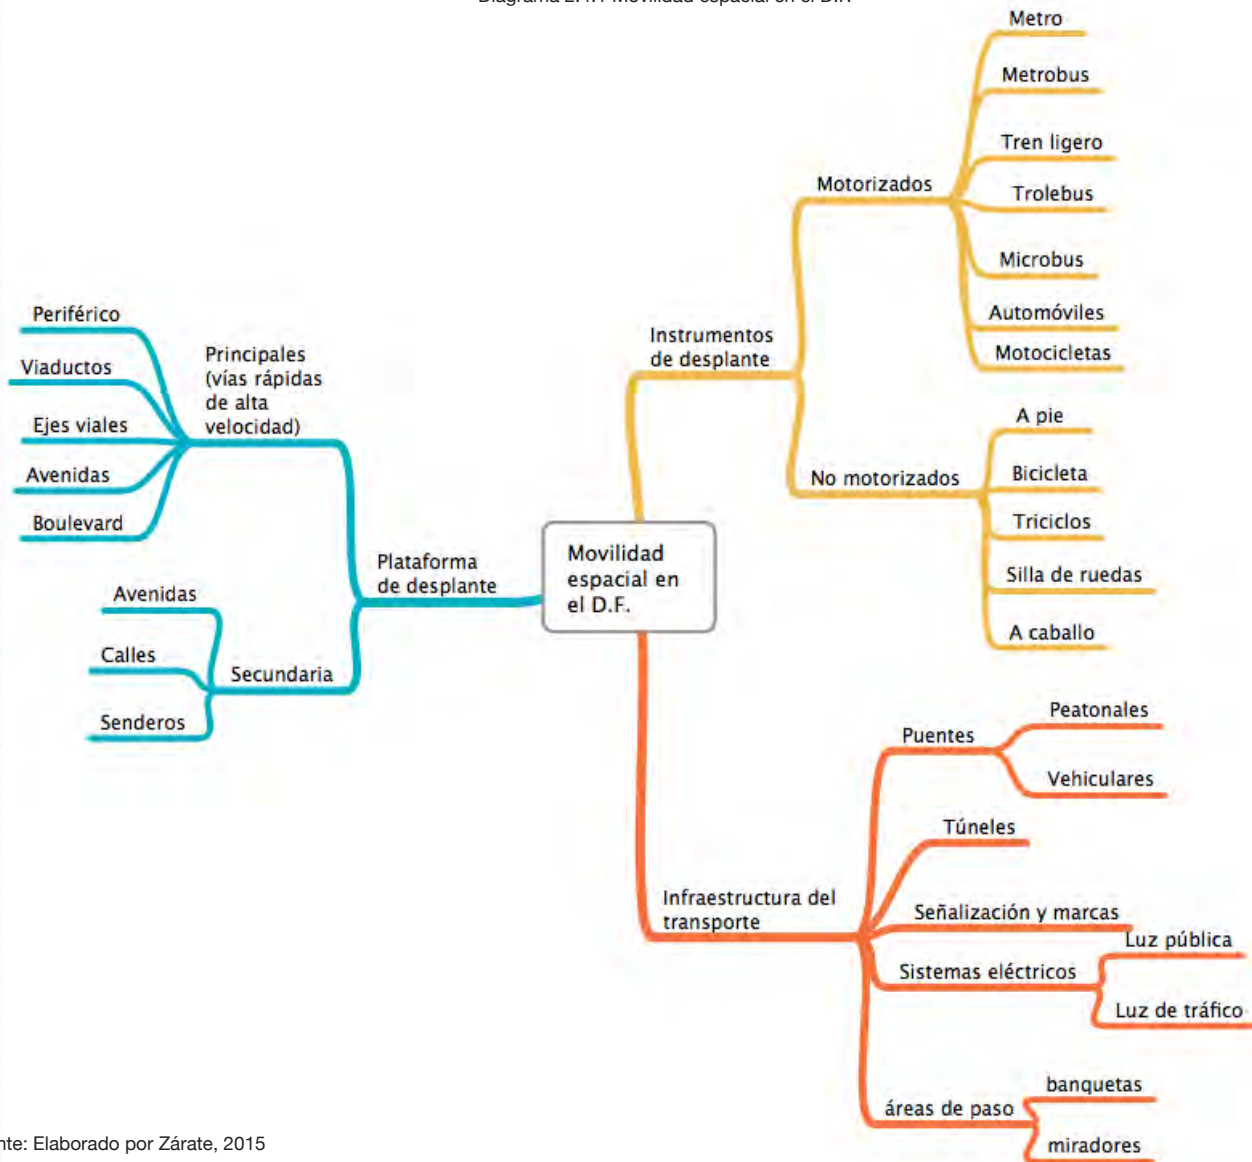 Metro
Metrobus
Tren ligero
Trolebus
Motorizados
Microbus
Automóviles
Motocicletas
Instrumentos
de desplante
A pie
Bicicleta
No motorizados
Triciclos
Silla de ruedas
A caballo
Periférico
Viaductos
Ejes viales
Avenidas
Boulevard
Principales
(vías rápidas
de alta
velocidad)
Plataforma
de desplante
Avenidas
Calles
Senderos
Secundaria
Movilidad
espacial en
el D.F.
Peatonales
Puentes
Vehiculares
Túneles
Infraestructura del
transporte
Señalización y marcas
Luz pública
Sistemas eléctricos
Luz de tráfico
banquetas
áreas de paso
miradores
nte: Elaborado por Zárate, 2015